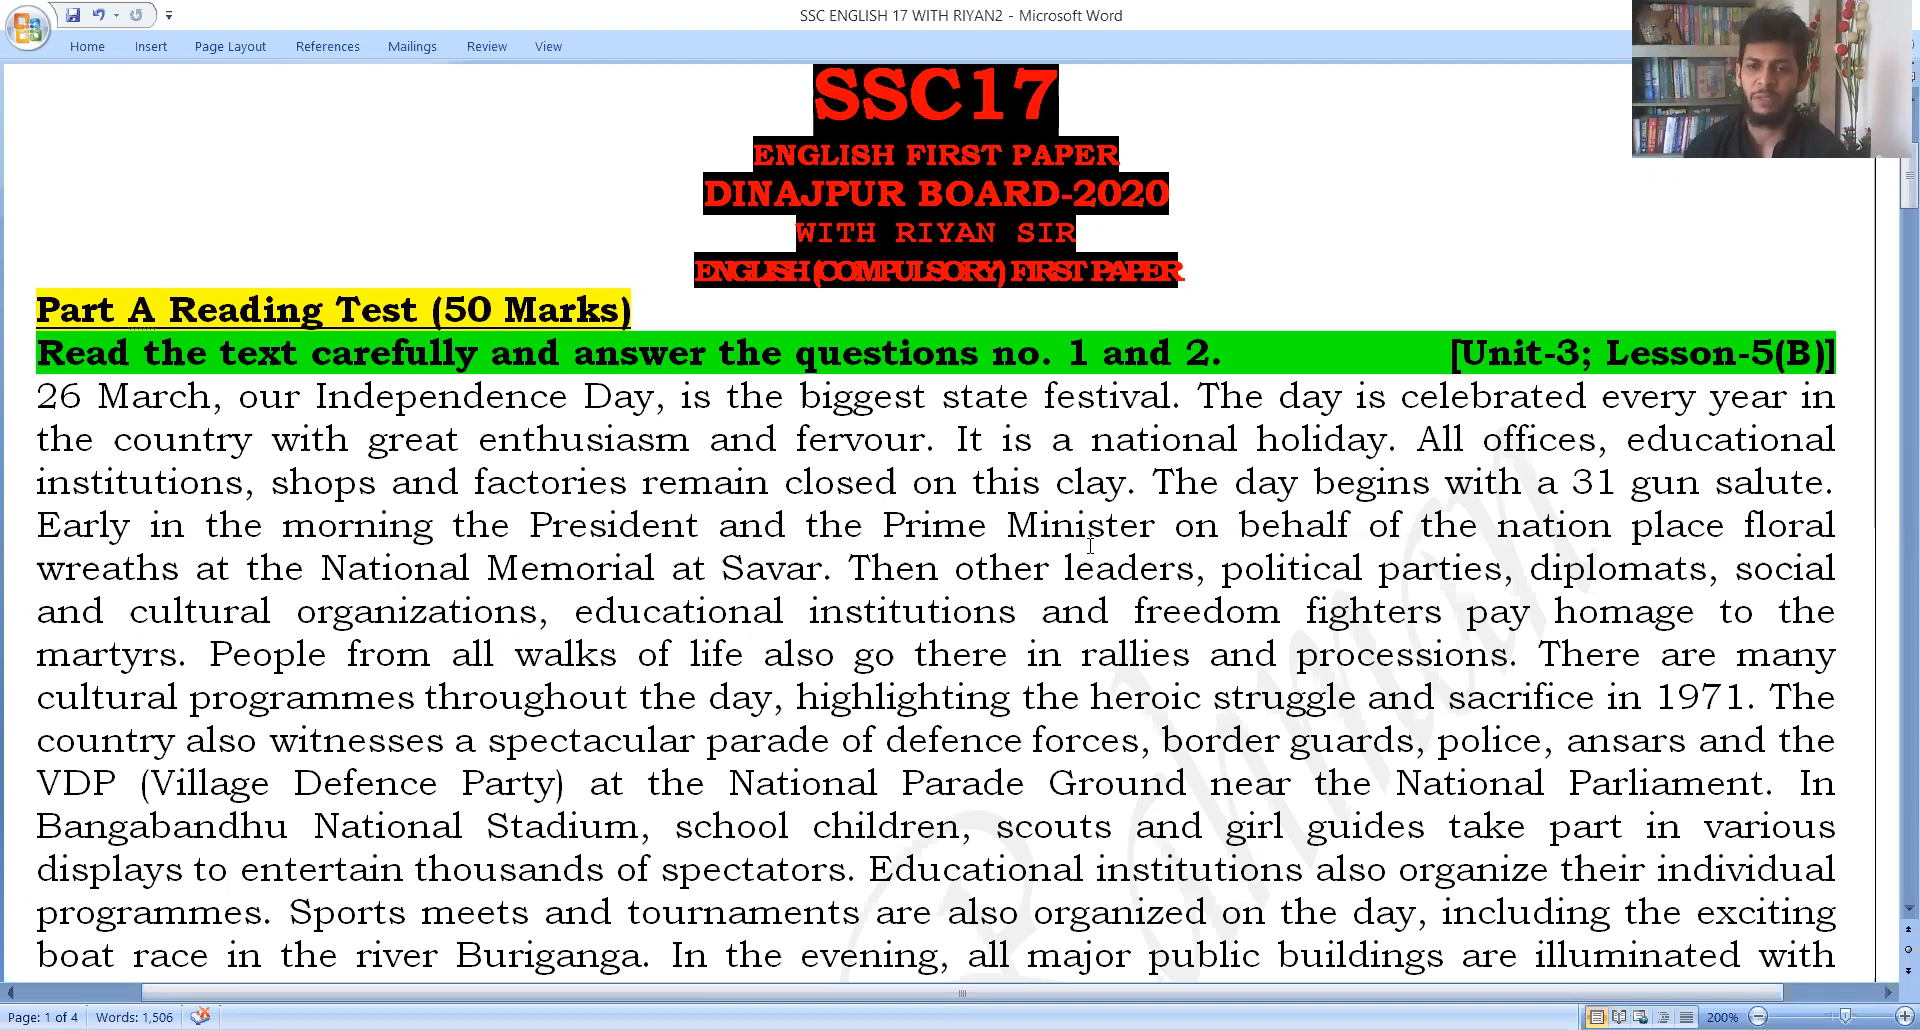 SSC ENGLISH 17 WITH RIYAN2 - Microsoft Word
Home Insert Page Layout References Mailings Review View
SSC17
ENGLISH FIRST PAPER
DINAJPUR BOARD-2020
WITH RIYAN SIR
ENGLISH (COMPULSORY) FIRST PAPER
Part A Reading Test (50 Marks)
Read the text carefully and answer the questions no. 1 and 2. [Unit-3; Lesson-5(B)]
26 March, our Independence Day, is the biggest state festival. The day is celebrated every year in
the country with great enthusiasm and fervour. It is a national holiday. All offices, educational
institutions, shops and factories remain closed on this clay. The day begins with a 31 gun salute.
Early in the morning the President and the Prime Minister on behalf of the nation place floral
wreaths at the National Memorial at Savar. Then other leaders, political parties, diplomats, social
and cultural organizations, educational institutions and freedom fighters pay homage to the
martyrs. People from all walks of life also go there in rallies and processions. There are many
cultural programmes throughout the day, highlighting the heroic struggle and sacrifice in 1971. The
country also witnesses a spectacular parade of defence forces, border guards, police, ansars and the
VDP (Village Defence Party) at the National Parade Ground near the National Parliament. In
Bangabandhu National Stadium, school children, scouts and girl guides take part in various
displays to entertain thousands of spectators. Educational institutions also organize their individual
programmes. Sports meets and tournaments are also organized on the day, including the exciting
boat race in the river Buriganga. In the evening, all major public buildings are illuminated with
Page: 1 of 4 Words: 1,506 200%